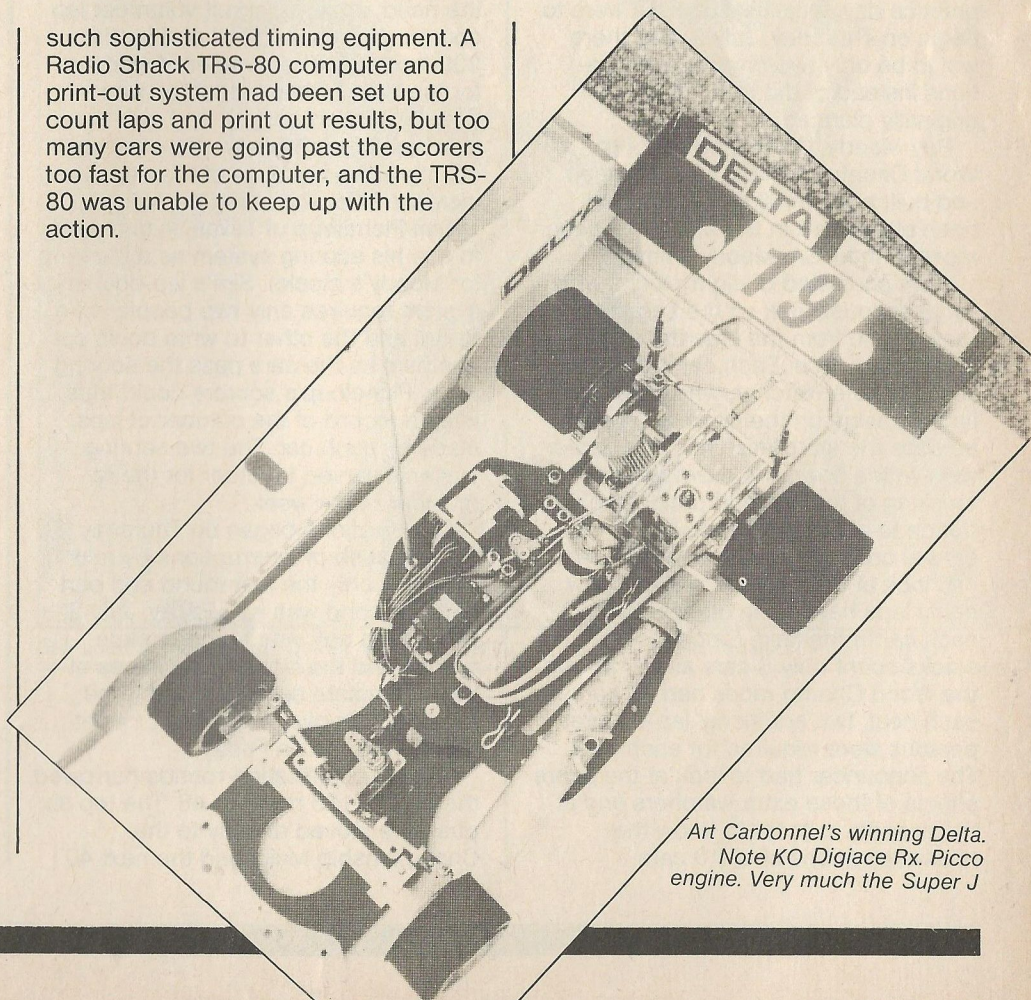 such sophisticated timing eqipment. A
Radio Shack TRS-80 computer and
print-out system had been set up to
count laps and print out results, but too
many cars were going past the scorers
too fast for the computer, and the TRS-
80 was unable to keep up with the
action.
DELTA
19
DELTA
Art Carbonnel's winning Delta.
Note KO Digiace Rx. Picco
engine. Very much the Super J